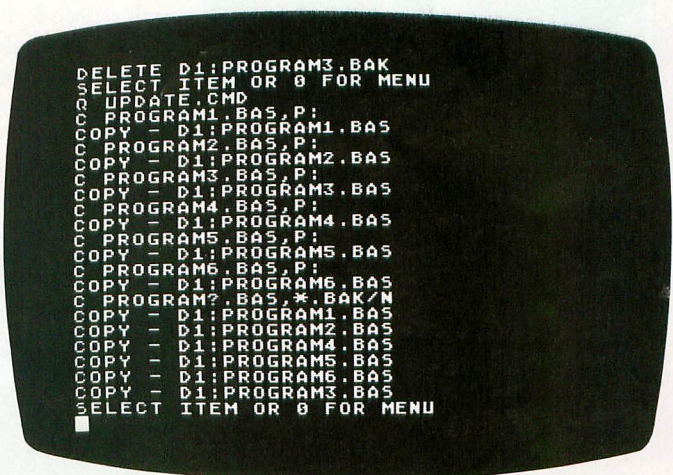 DELETE D1:PROGRAM3.BAK
SELECT ITEM OR 0 FOR MENU
Q UPDATE.CMD
C PROGRAM1.BAS,P:
COPY - D1:PROGRAM1.BAS
C PROGRAM2.BAS,P:
COPY - D1:PROGRAM2.BAS
C PROGRAM3.BAS,P:
COPY - D1:PROGRAM3.BAS
C PROGRAM4.BAS,P:
COPY - D1:PROGRAM4.BAS
C PROGRAM5.BAS,P:
COPY - D1:PROGRAM5.BAS
C PROGRAM6.BAS,P:
COPY - D1:PROGRAM6.BAS
C PROGRAM?.BAS,*.BAK/N
COPY - D1:PROGRAM1.BAS
COPY - D1:PROGRAM2.BAS
COPY - D1:PROGRAM4.BAS
COPY - D1:PROGRAM5.BAS
COPY - D1:PROGRAM6.BAS
COPY - D1:PROGRAM3.BAS
SELECT ITEM OR 0 FOR MENU